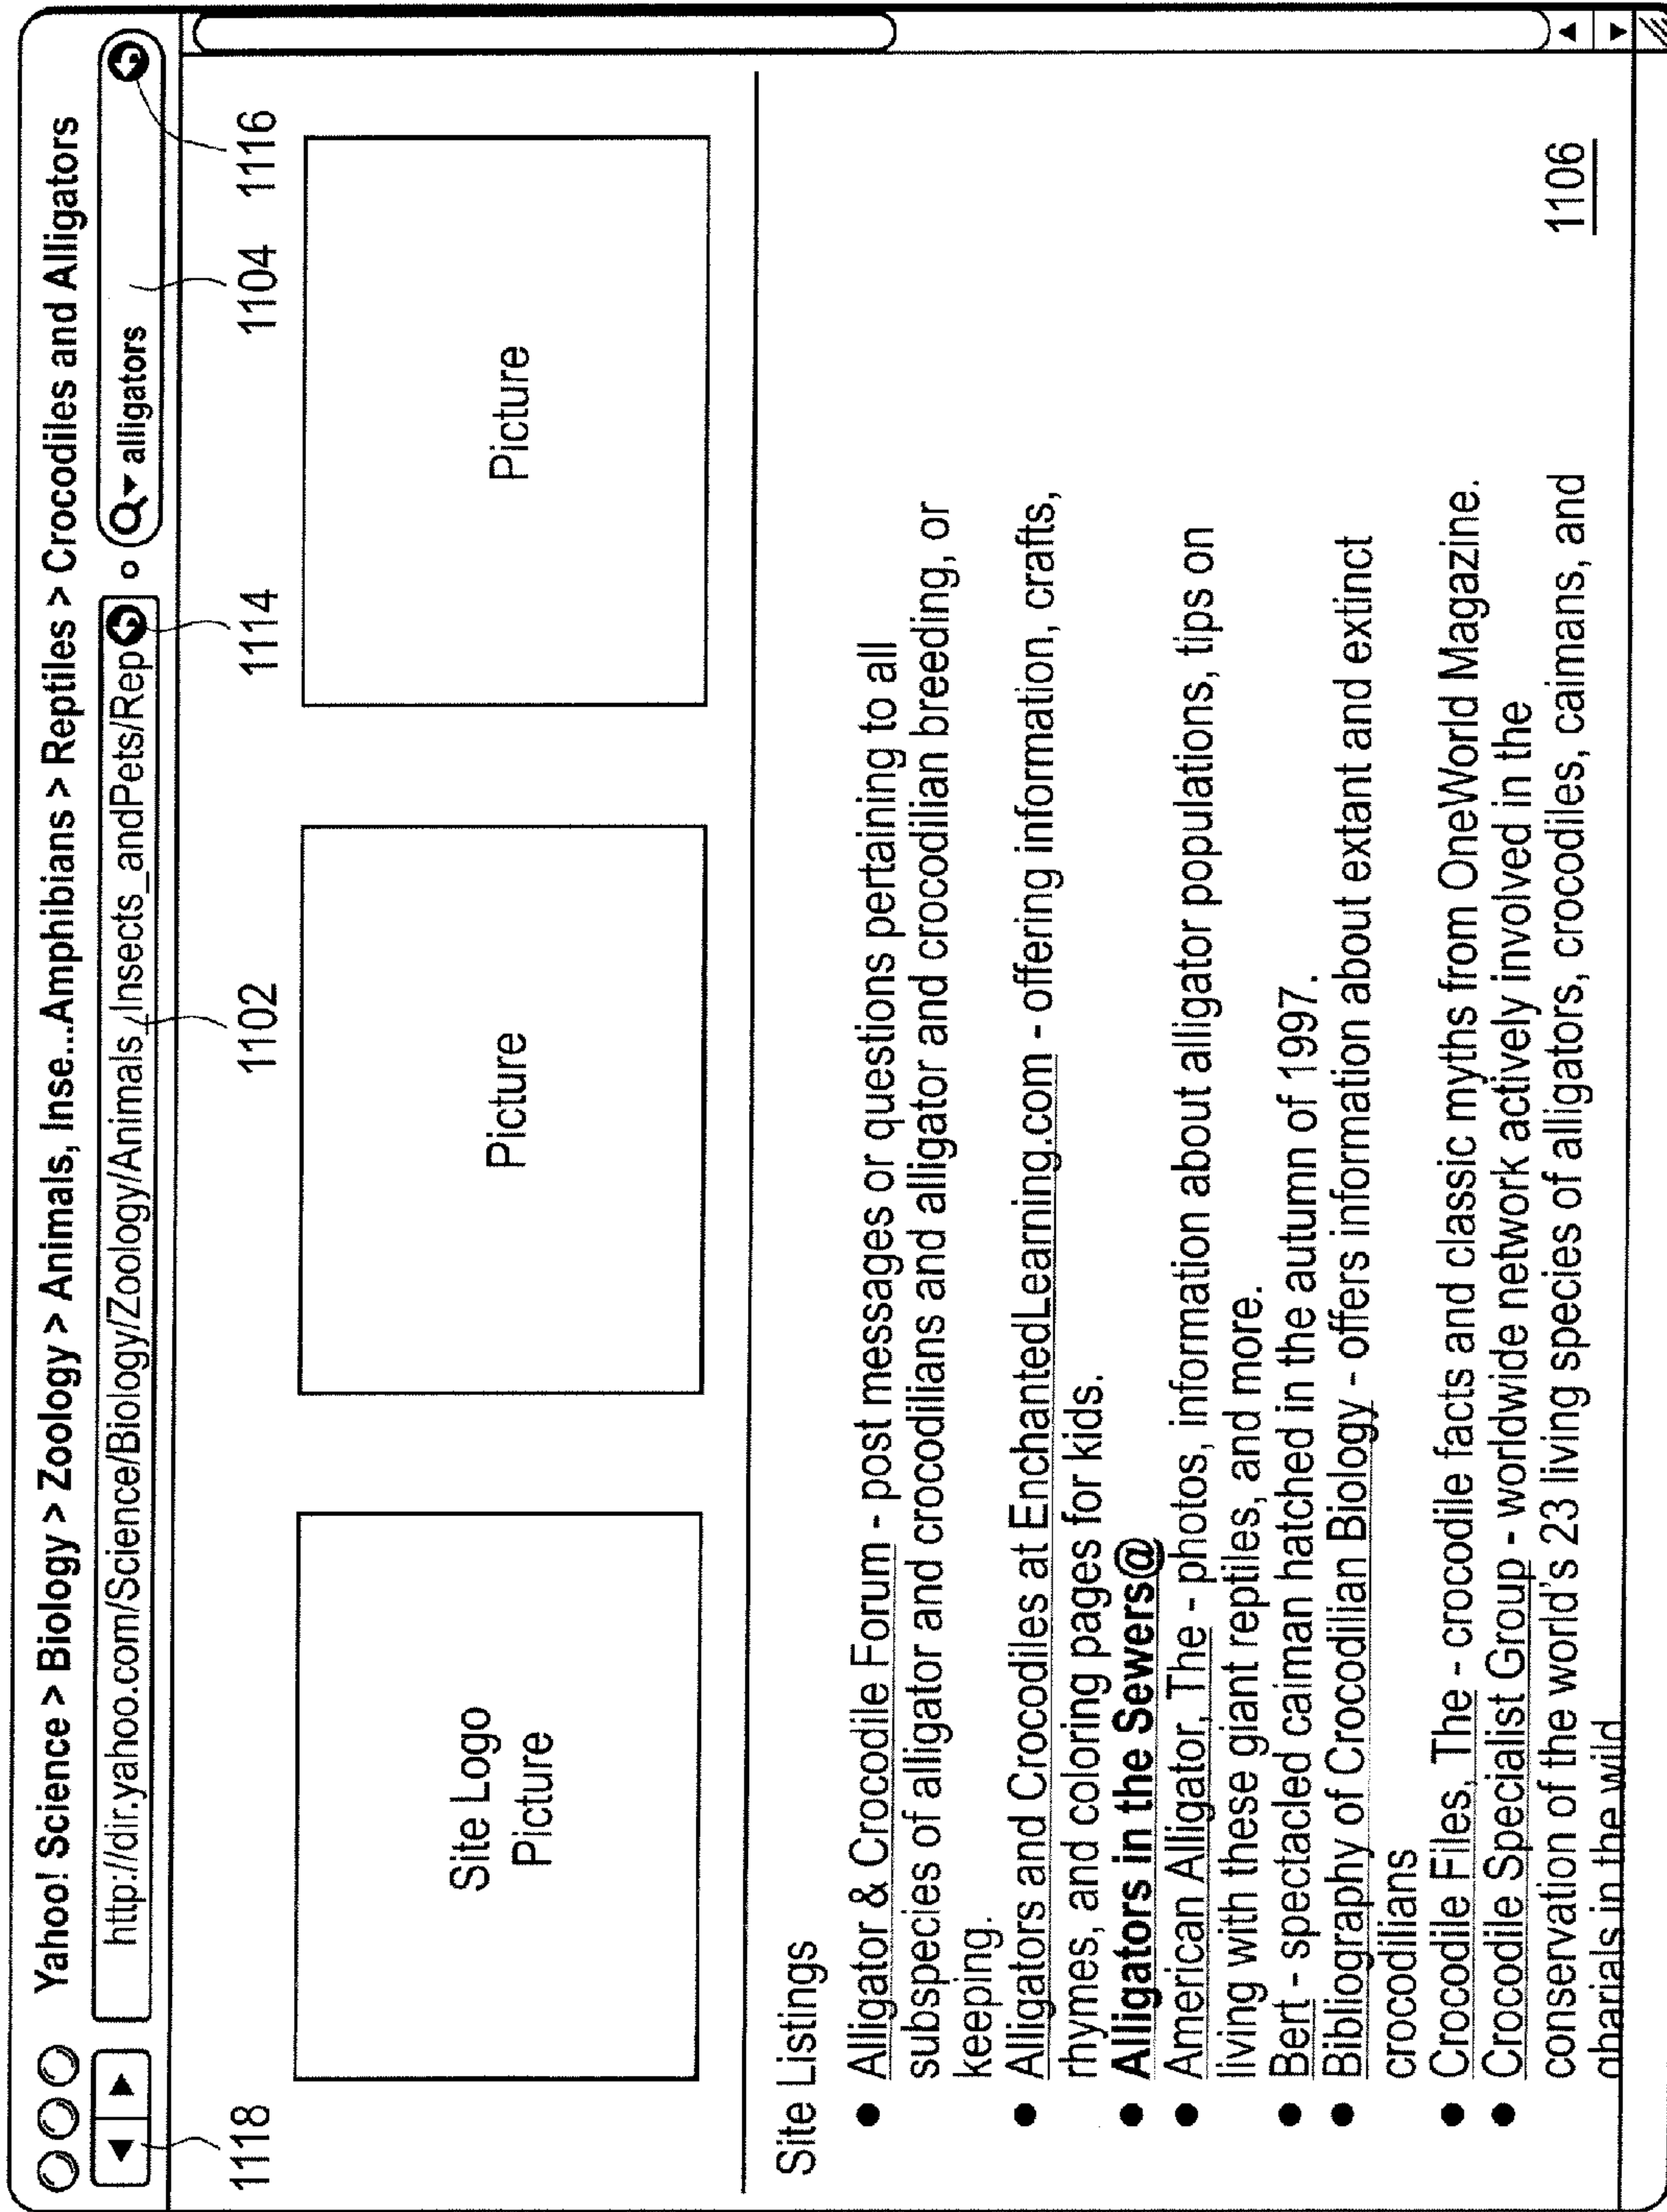 Yahoo! Science > Biology > Zoology > Animals, Inse...Amphibians > Reptiles > Crocodiles and Alligators
http://dir.yahoo.com/Science/Biology/Zoology/Animals_Insects_andPets/Rep
alligators
1118
1102
1114
1104
1116
Site Logo
Picture
Picture
Picture
Site Listings
● Alligator & Crocodile Forum - post messages or questions pertaining to all
subspecies of alligator and crocodilians and alligator and crocodilian breeding, or
keeping.
● Alligators and Crocodiles at EnchantedLearning.com - offering information, crafts,
rhymes, and coloring pages for kids.
● Alligators in the Sewers@
● American Alligator, The - photos, information about alligator populations, tips on
living with these giant reptiles, and more.
● Bert - spectacled caiman hatched in the autumn of 1997.
● Bibliography of Crocodilian Biology - offers information about extant and extinct
crocodilians
● Crocodile Files, The - crocodile facts and classic myths from OneWorld Magazine.
● Crocodile Specialist Group - worldwide network actively involved in the
conservation of the world's 23 living species of alligators, crocodiles, caimans, and
gharials in the wild
1106